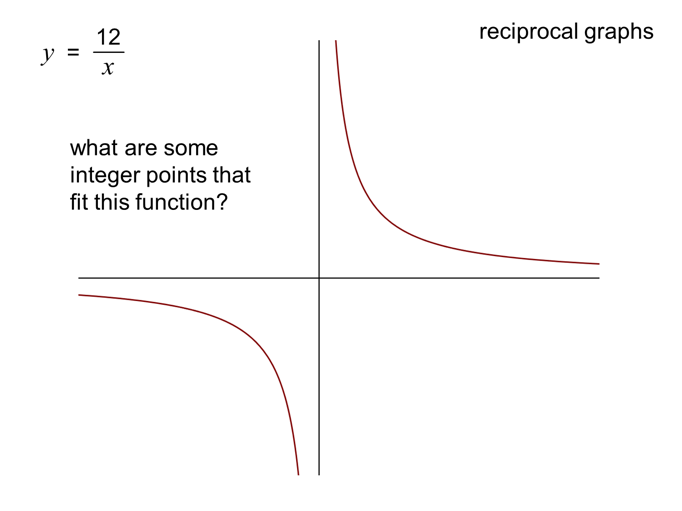 reciprocal graphs
y = 12/x
what are some
integer points that
fit this function?